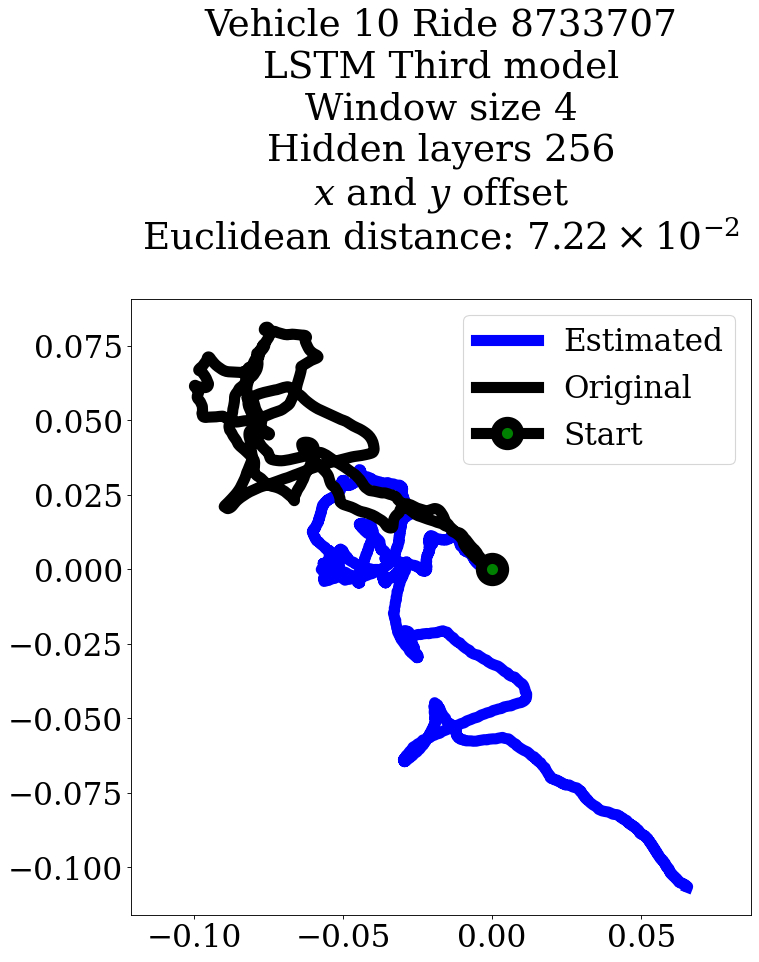 Vehicle 10 Ride 8733707
LSTM Third model
Window size 4
Hidden layers 256
x and y offset
Euclidean distance: 7.22 × 10⁻²
Estimated
Original
Start
0.075
0.050
0.025
0.000
−0.025
−0.050
−0.075
−0.100
−0.10 −0.05 0.00 0.05